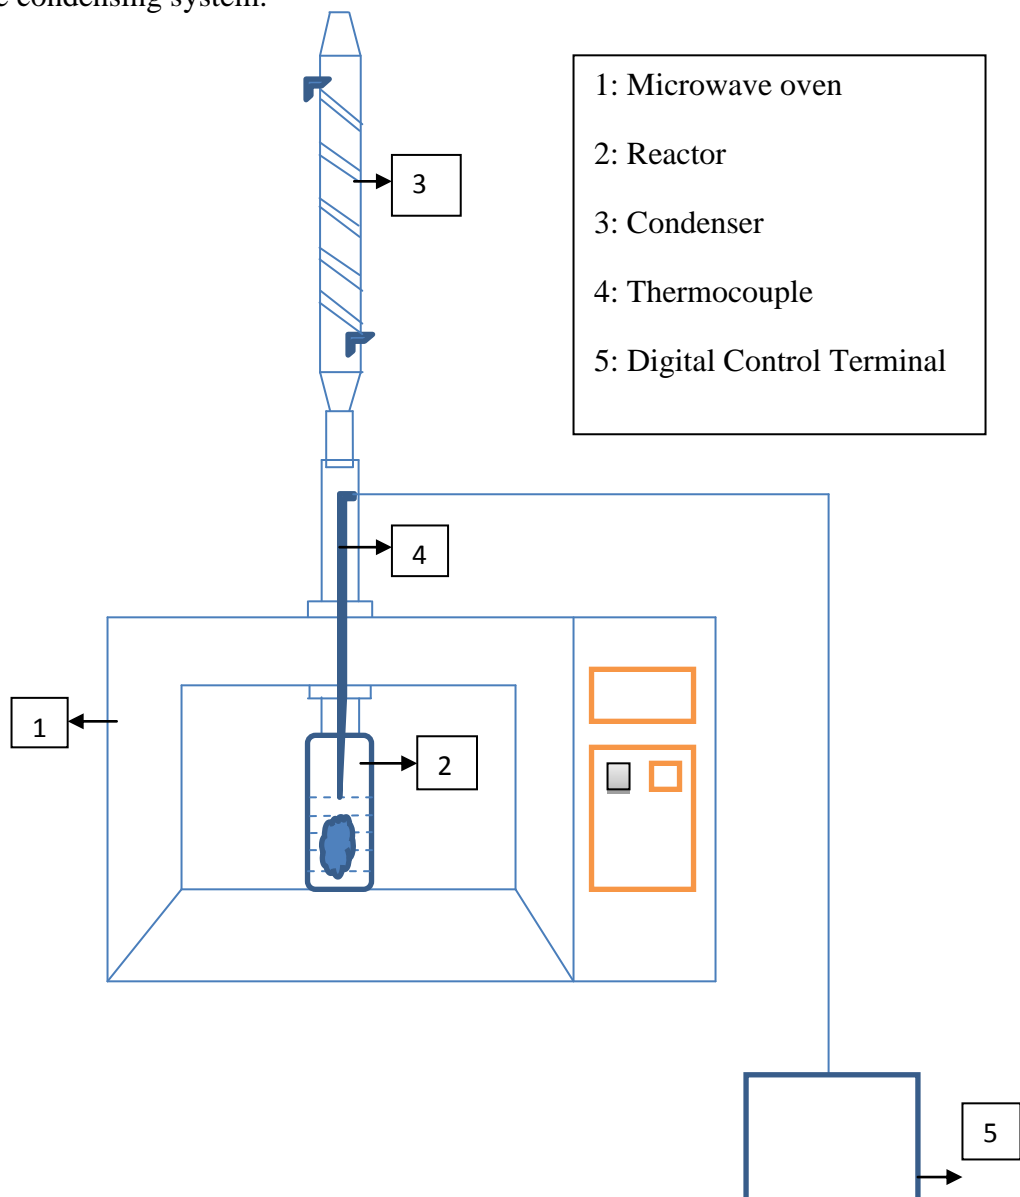 condensing system.
1: Microwave oven
2: Reactor
3: Condenser
4: Thermocouple
5: Digital Control Terminal
3
4
1
2
5